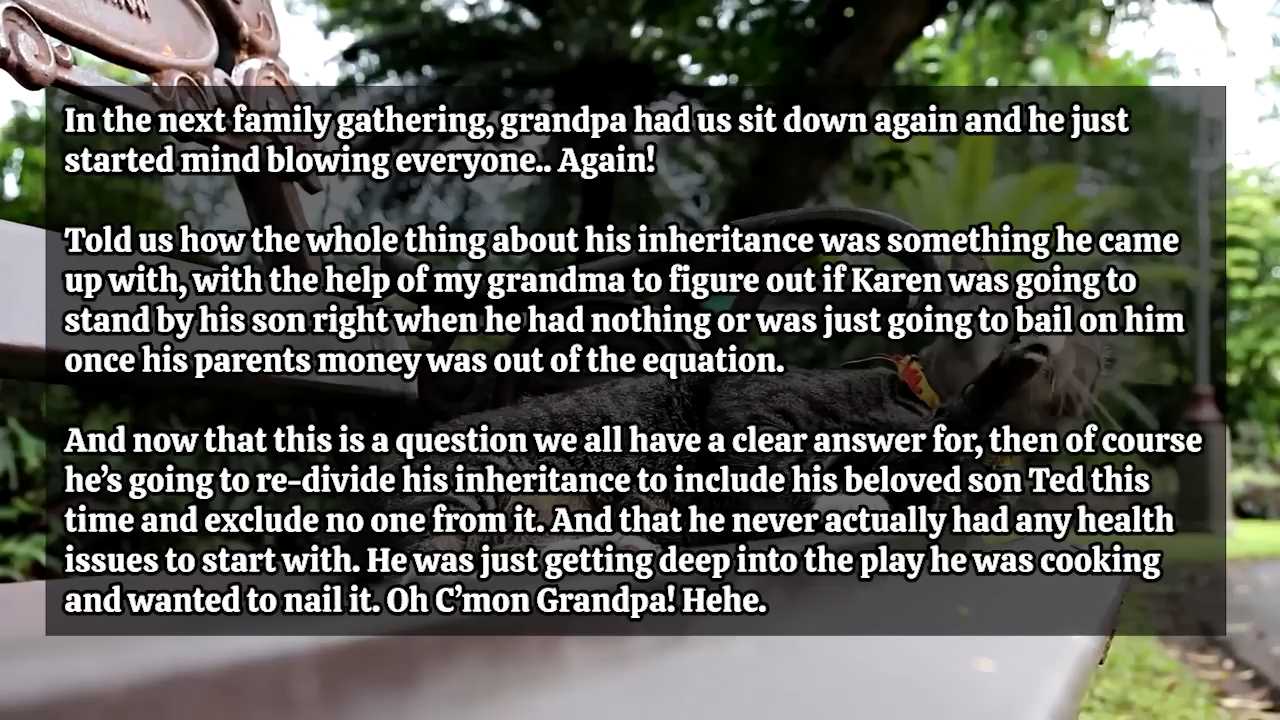 In the next family gathering, grandpa had us sit down again and he just
started mind blowing everyone.. Again!
Told us how the whole thing about his inheritance was something he came
up with, with the help of my grandma to figure out if Karen was going to
stand by his son right when he had nothing or was just going to bail on him
once his parents money was out of the equation.
And now that this is a question we all have a clear answer for, then of course
he’s going to re-divide his inheritance to include his beloved son Ted this
time and exclude no one from it. And that he never actually had any health
issues to start with. He was just getting deep into the play he was cooking
and wanted to nail it. Oh C’mon Grandpa! Hehe.